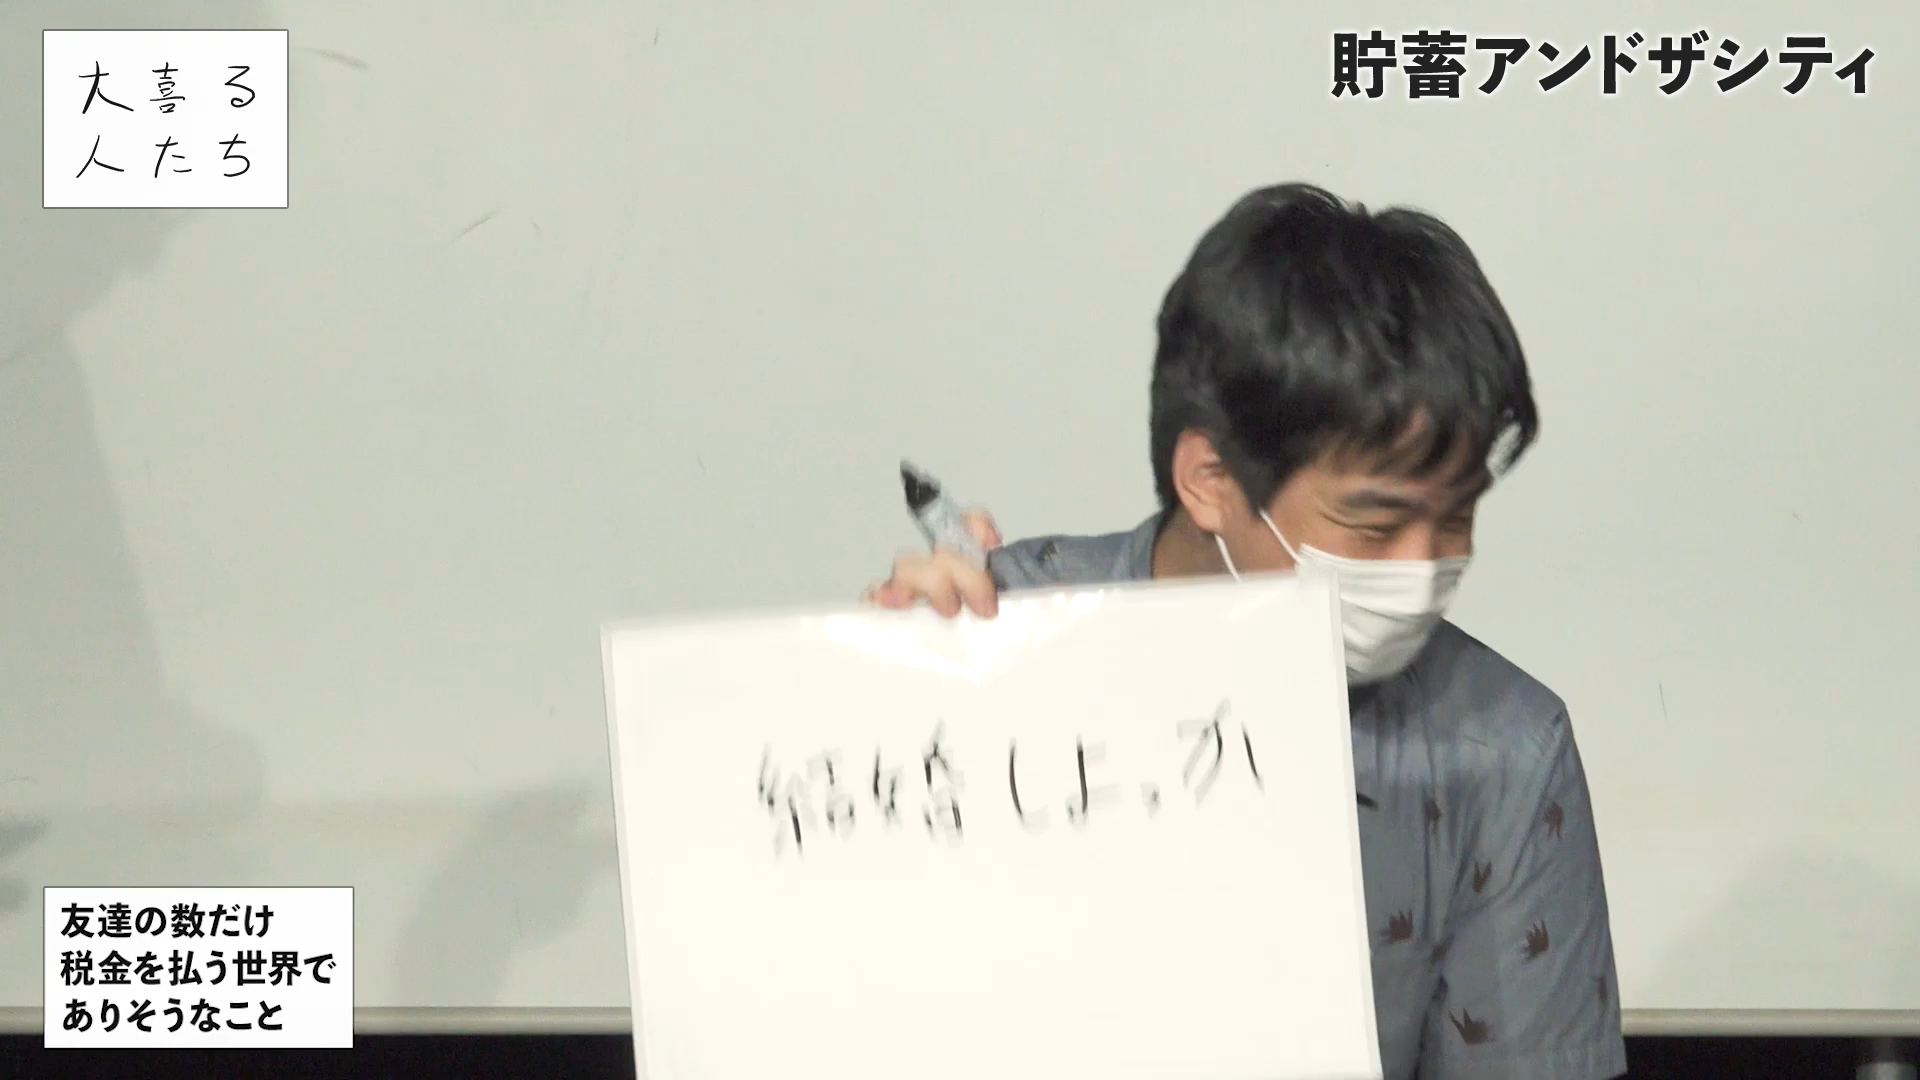 大喜る
人たち
貯蓄アンドザシティ
結婚しよっか
友達の数だけ
税金を払う世界で
ありそうなこと